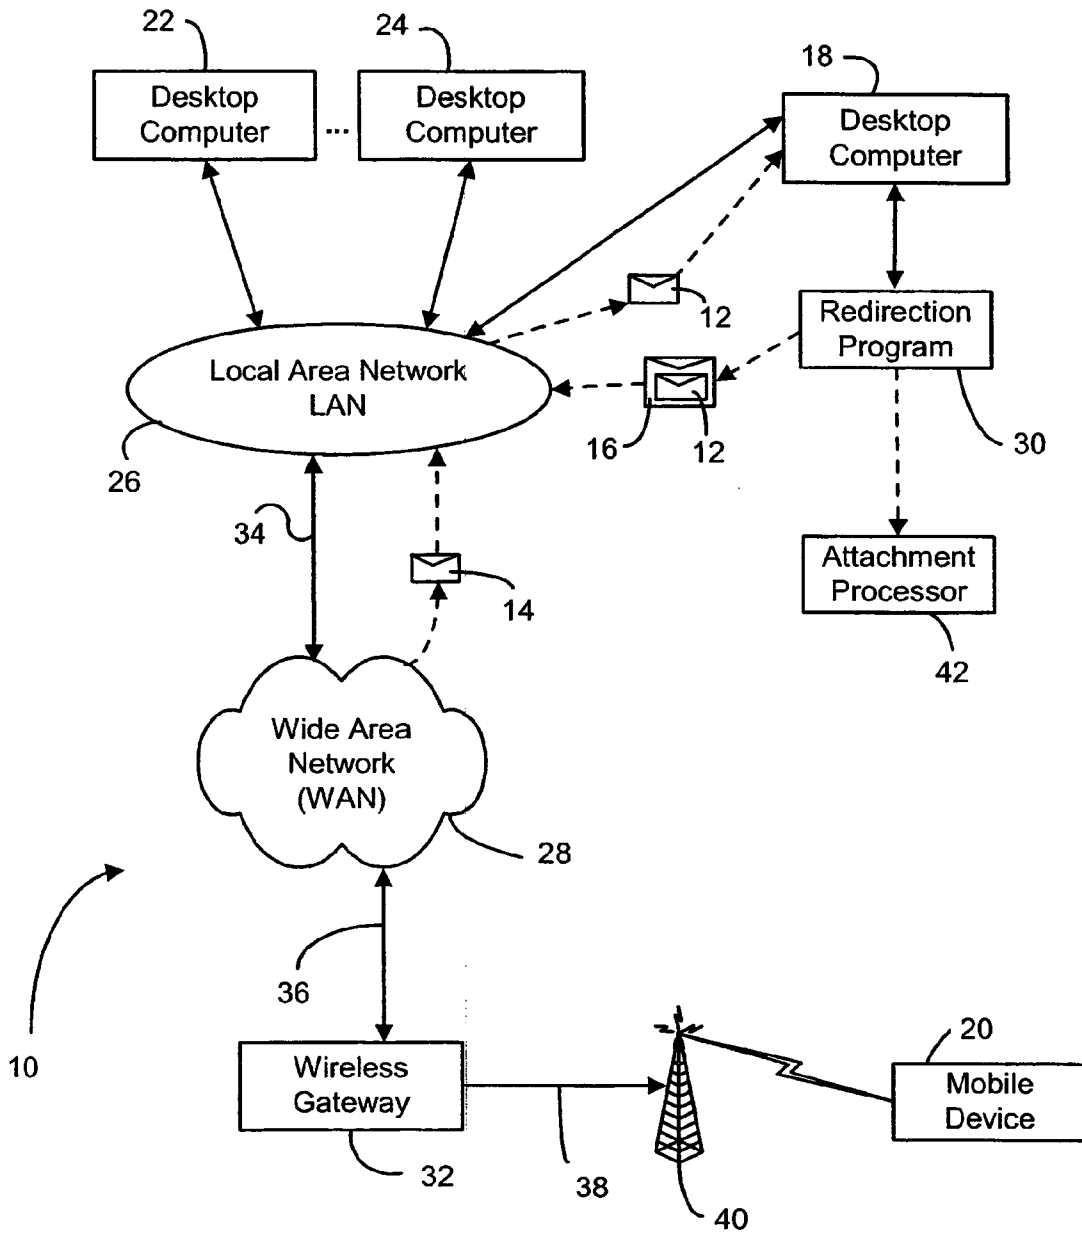 22
24
18
Desktop
Computer
...
Desktop
Computer
Desktop
Computer
12
Redirection
Program
Local Area Network
LAN
16
12
30
26
34
14
Attachment
Processor
42
Wide Area
Network
(WAN)
28
36
10
Wireless
Gateway
20
Mobile
Device
32
38
40